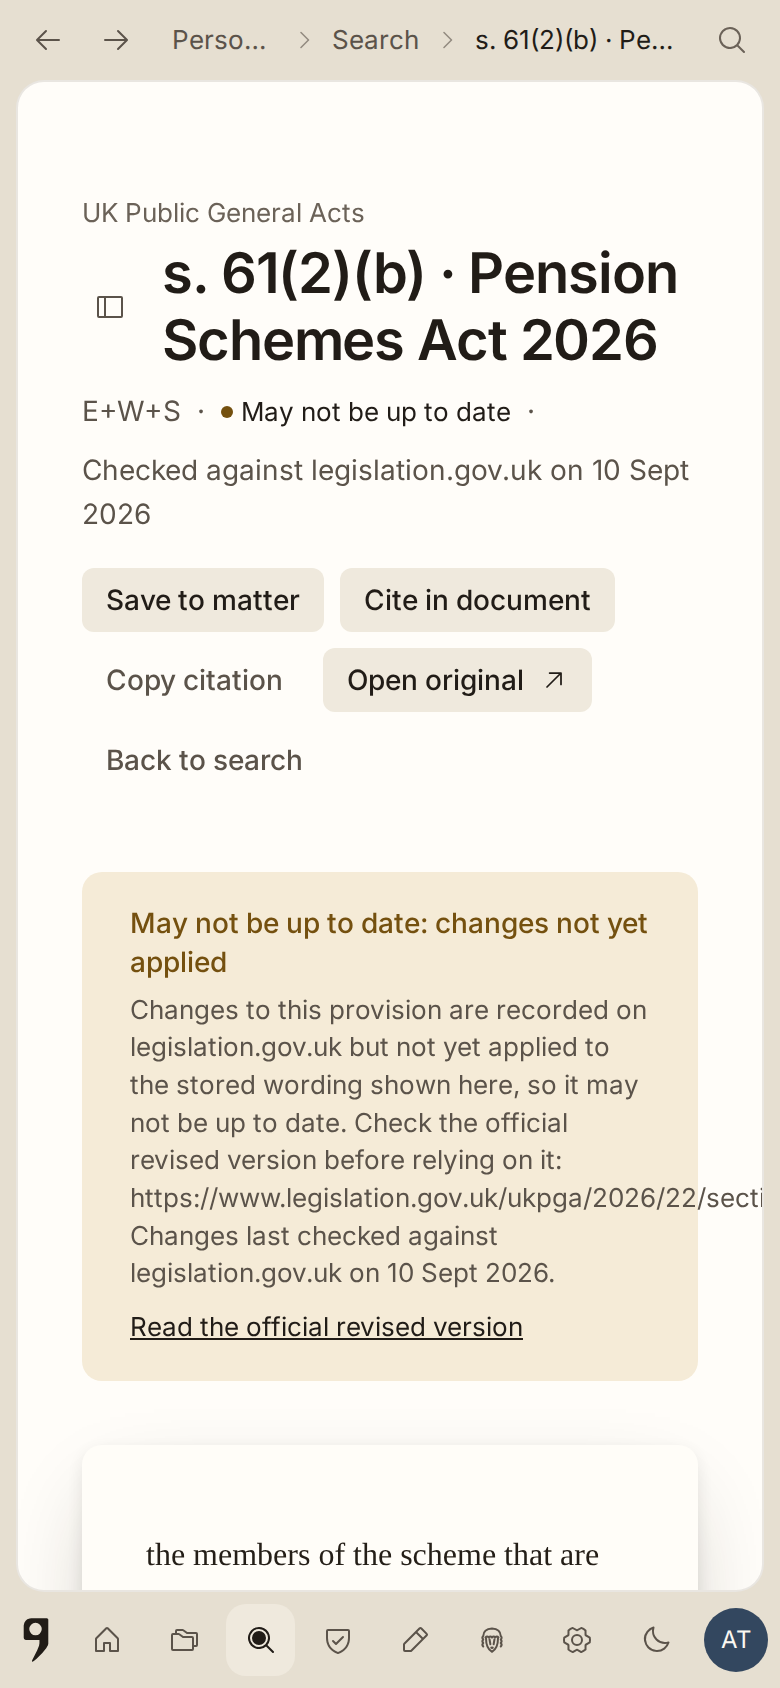 Perso... > Search > s. 61(2)(b) · Pe...
UK Public General Acts
s. 61(2)(b) · Pension
Schemes Act 2026
E+W+S · May not be up to date ·
Checked against legislation.gov.uk on 10 Sept
2026
Save to matter Cite in document
Copy citation Open original
Back to search
May not be up to date: changes not yet
applied
Changes to this provision are recorded on
legislation.gov.uk but not yet applied to
the stored wording shown here, so it may
not be up to date. Check the official
revised version before relying on it:
https://www.legislation.gov.uk/ukpga/2026/22/secti
Changes last checked against
legislation.gov.uk on 10 Sept 2026.
Read the official revised version
the members of the scheme that are
AT